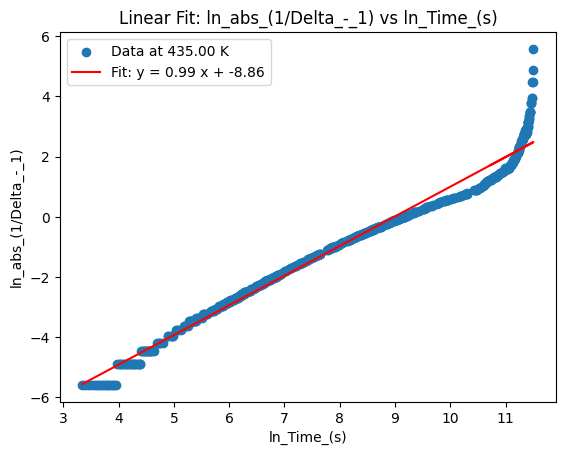 Linear Fit: ln_abs_(1/Delta_-_1) vs ln_Time_(s)
Data at 435.00 K
Fit: y = 0.99 x + -8.86
ln_abs_(1/Delta_-_1)
6
4
2
0
−2
−4
−6
3 4 5 6 7 8 9 10 11
ln_Time_(s)